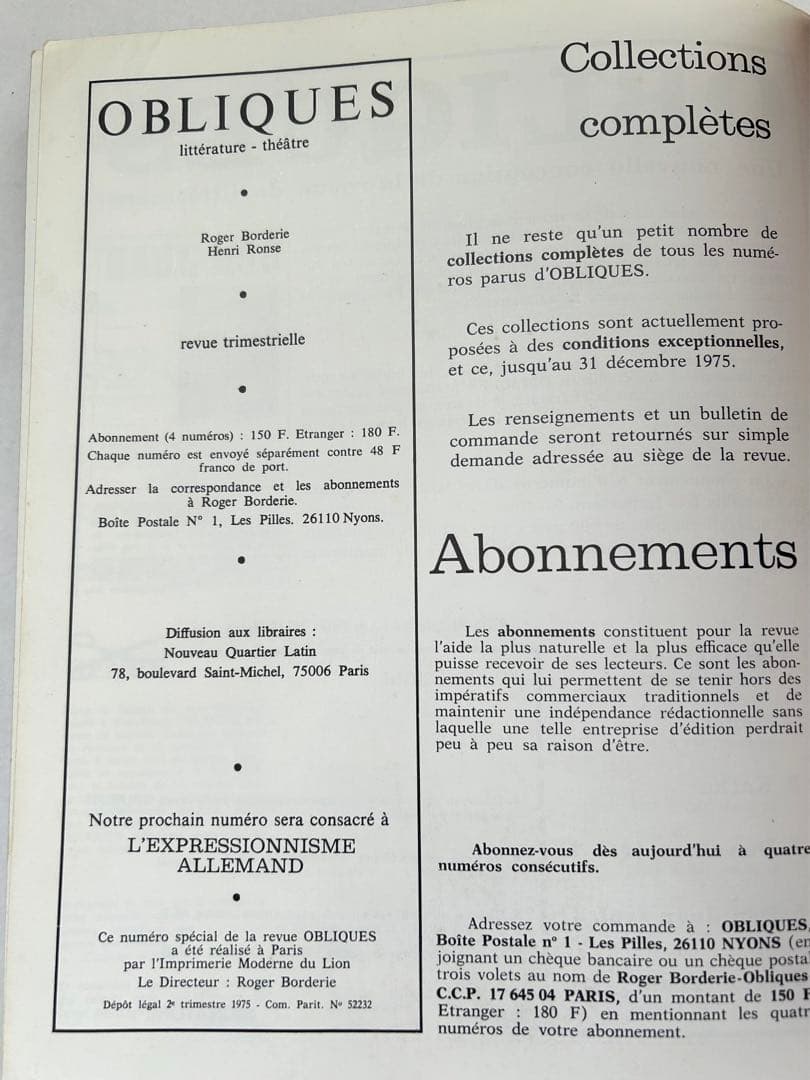 OBLIQUES
littérature - théâtre
•
Roger Borderie
Henri Ronse
•
revue trimestrielle
•
Abonnement (4 numéros) : 150 F. Etranger : 180 F.
Chaque numéro est envoyé séparément contre 48 F
franco de port.
Adresser la correspondance et les abonnements
à Roger Borderie.
Boîte Postale N° 1, Les Pilles. 26110 Nyons.
•
Diffusion aux libraires :
Nouveau Quartier Latin
78, boulevard Saint-Michel, 75006 Paris
•
Notre prochain numéro sera consacré à
L'EXPRESSIONNISME
ALLEMAND
•
Ce numéro spécial de la revue OBLIQUES
a été réalisé à Paris
par l'Imprimerie Moderne du Lion
Le Directeur : Roger Borderie
Dépôt légal 2e trimestre 1975 - Com. Parit. N° 52232
Collections
complètes
Il ne reste qu'un petit nombre de
collections complètes de tous les numé-
ros parus d'OBLIQUES.
Ces collections sont actuellement pro-
posées à des conditions exceptionnelles,
et ce, jusqu'au 31 décembre 1975.
Les renseignements et un bulletin de
commande seront retournés sur simple
demande adressée au siège de la revue.
Abonnements
Les abonnements constituent pour la revue
l'aide la plus naturelle et la plus efficace qu'elle
puisse recevoir de ses lecteurs. Ce sont les abon-
nements qui lui permettent de se tenir hors des
impératifs commerciaux traditionnels et de
maintenir une indépendance rédactionnelle sans
laquelle une telle entreprise d'édition perdrait
peu à peu sa raison d'être.
Abonnez-vous dès aujourd'hui à quatre
numéros consécutifs.
Adressez votre commande à : OBLIQUES,
Boîte Postale n° 1 - Les Pilles, 26110 NYONS (en
joignant un chèque bancaire ou un chèque posta
trois volets au nom de Roger Borderie-Obliques
C.C.P. 17 645 04 PARIS, d'un montant de 150 F
Etranger : 180 F) en mentionnant les quatr
numéros de votre abonnement.